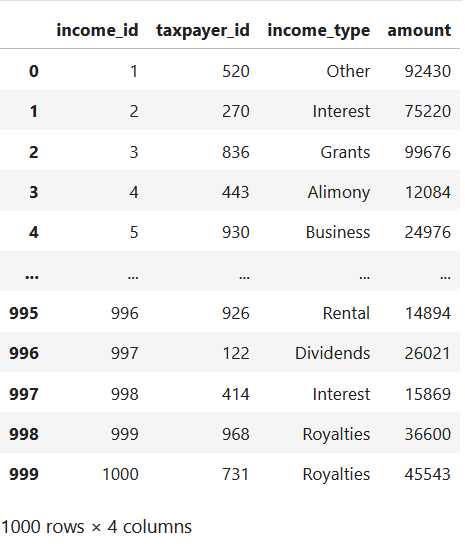 income_id taxpayer_id income_type amount
0 1 520 Other 92430
1 2 270 Interest 75220
2 3 836 Grants 99676
3 4 443 Alimony 12084
4 5 930 Business 24976
... ... ... ... ...
995 996 926 Rental 14894
996 997 122 Dividends 26021
997 998 414 Interest 15869
998 999 968 Royalties 36600
999 1000 731 Royalties 45543
1000 rows × 4 columns